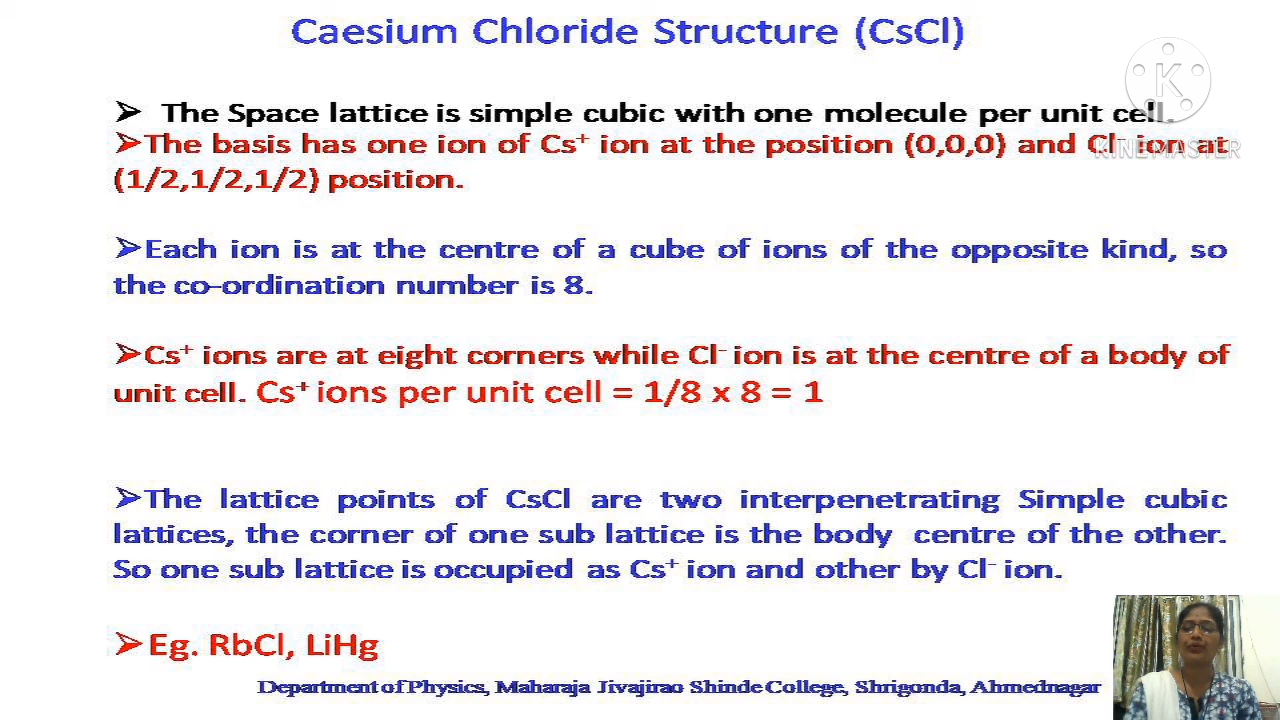 Caesium Chloride Structure (CsCl)
K
KINEMASTER
➢ The Space lattice is simple cubic with one molecule per unit cell.
➢The basis has one ion of Cs⁺ ion at the position (0,0,0) and Cl⁻ ion at
(1/2,1/2,1/2) position.
➢Each ion is at the centre of a cube of ions of the opposite kind, so
the co-ordination number is 8.
➢Cs⁺ ions are at eight corners while Cl⁻ ion is at the centre of a body of
unit cell. Cs⁺ ions per unit cell = 1/8 x 8 = 1
➢The lattice points of CsCl are two interpenetrating Simple cubic
lattices, the corner of one sub lattice is the body centre of the other.
So one sub lattice is occupied as Cs⁺ ion and other by Cl⁻ ion.
➢Eg. RbCl, LiHg
Department of Physics, Maharaja Jivajirao Shinde College, Shrigonda, Ahmednagar